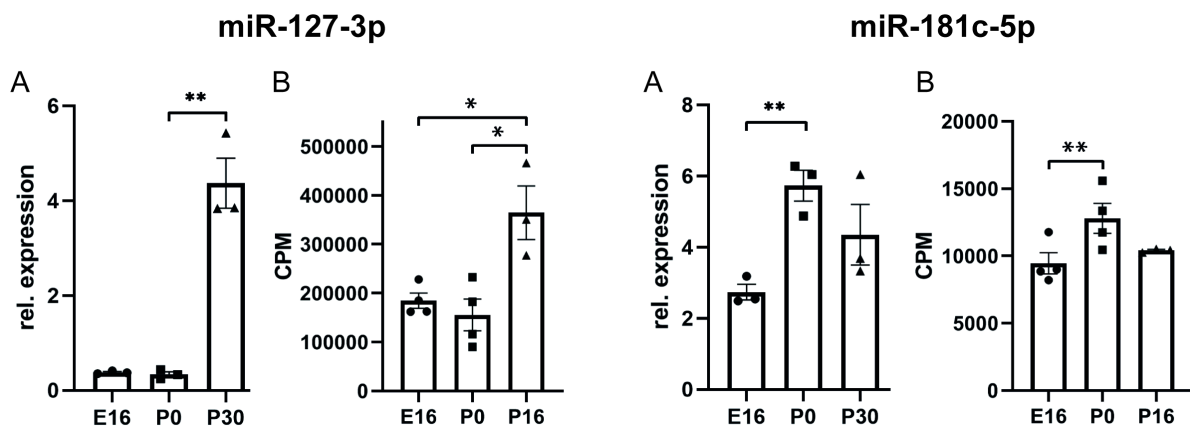 miR-127-3p
miR-181c-5p
A
B
A
B
**
6
4
2
0
rel. expression
E16 P0 P30
*
*
500000
400000
300000
200000
100000
0
CPM
E16 P0 P16
**
8
6
4
2
0
rel. expression
E16 P0 P30
**
20000
15000
10000
5000
0
CPM
E16 P0 P16